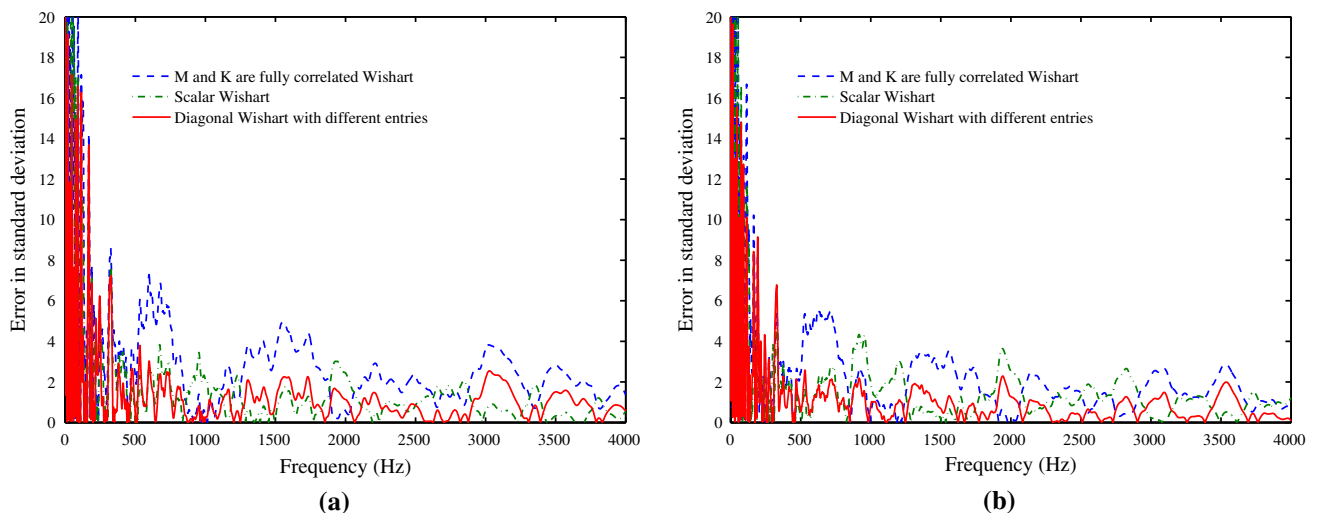 20
18
16
14
12
10
8
6
4
2
0
Error in standard deviation
M and K are fully correlated Wishart
Scalar Wishart
Diagonal Wishart with different entries
0 500 1000 1500 2000 2500 3000 3500 4000
Frequency (Hz)
(a)
20
18
16
14
12
10
8
6
4
2
0
Error in standard deviation
M and K are fully correlated Wishart
Scalar Wishart
Diagonal Wishart with different entries
0 500 1000 1500 2000 2500 3000 3500 4000
Frequency (Hz)
(b)